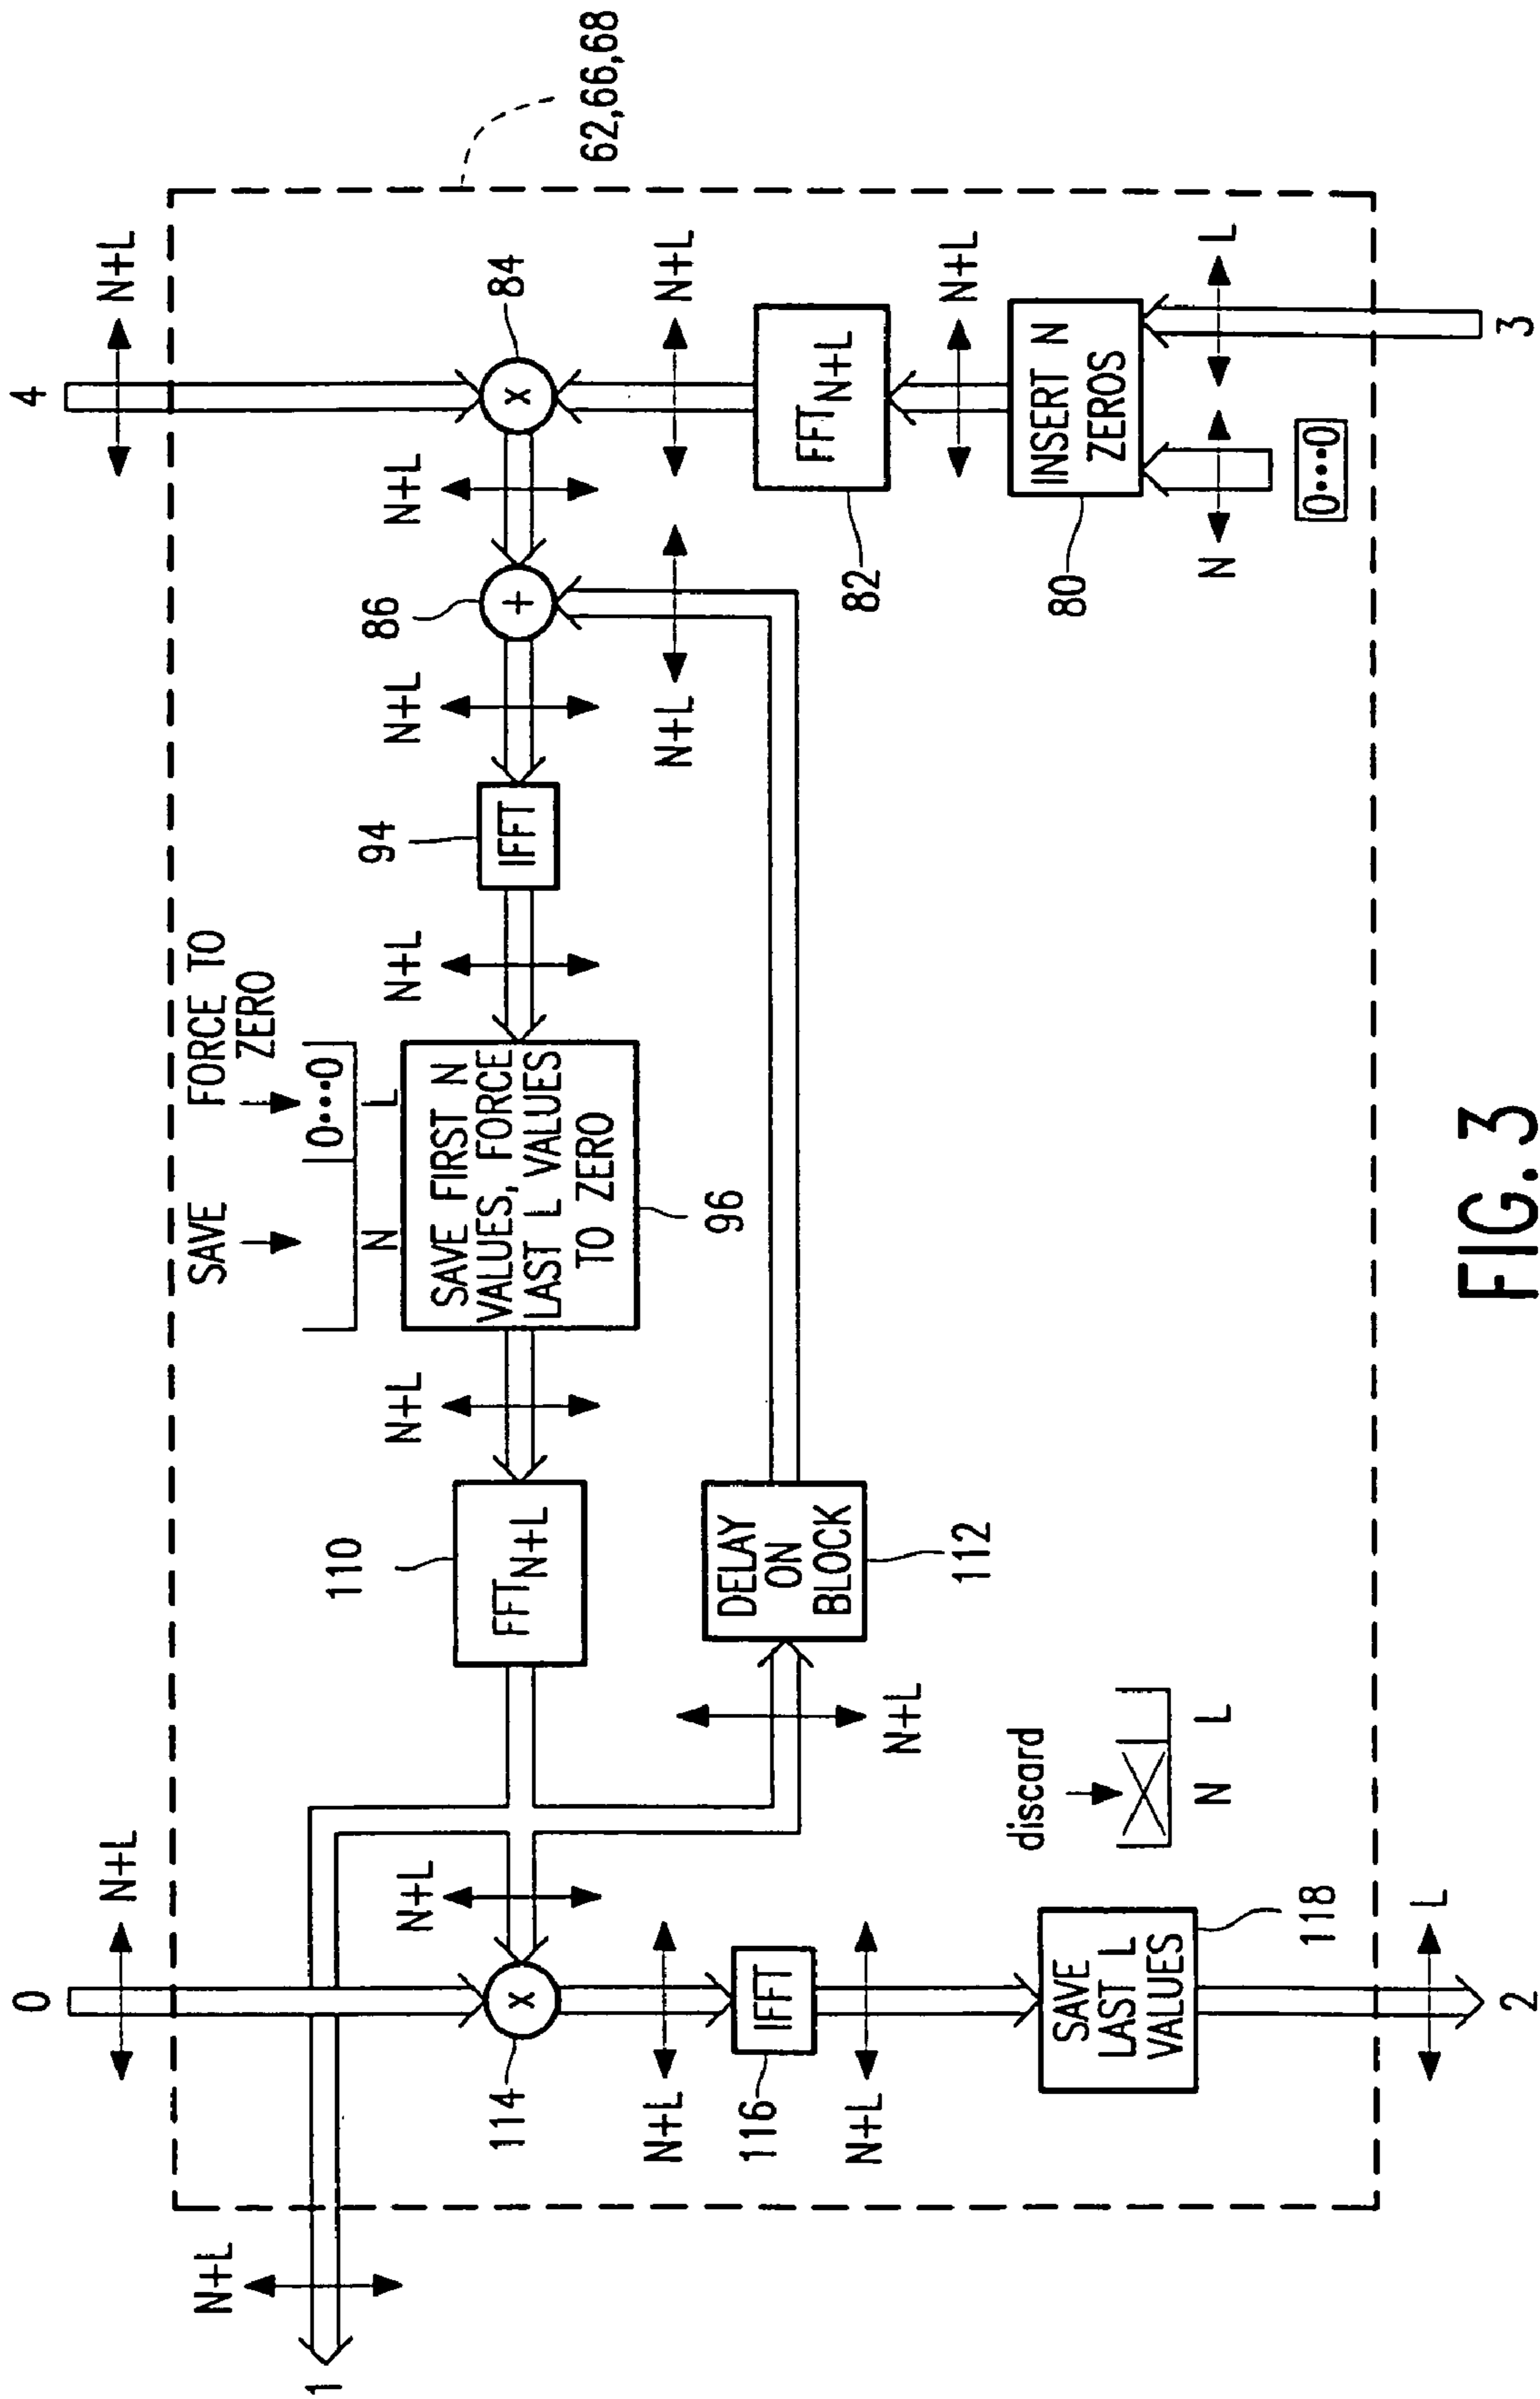 4
N+L
62,66,68
84
×
N+L
N+L
86
+
N+L
N+L
94
IFFT
N+L
FORCE TO
ZERO
SAVE
0•••0
N
L
SAVE FIRST N
VALUES, FORCE
LAST L VALUES
TO ZERO
96
N+L
110
FFT N+L
DELAY
ON
BLOCK
112
N+L
FFT N+L
82
N+L
INSERT N
ZEROS
80
N
L
0•••0
3
0
N+L
N+L
×
114
N+L
1
N+L
IFFT
116
N+L
SAVE
LAST L
VALUES
118
discard
N
L
L
2
FIG. 3